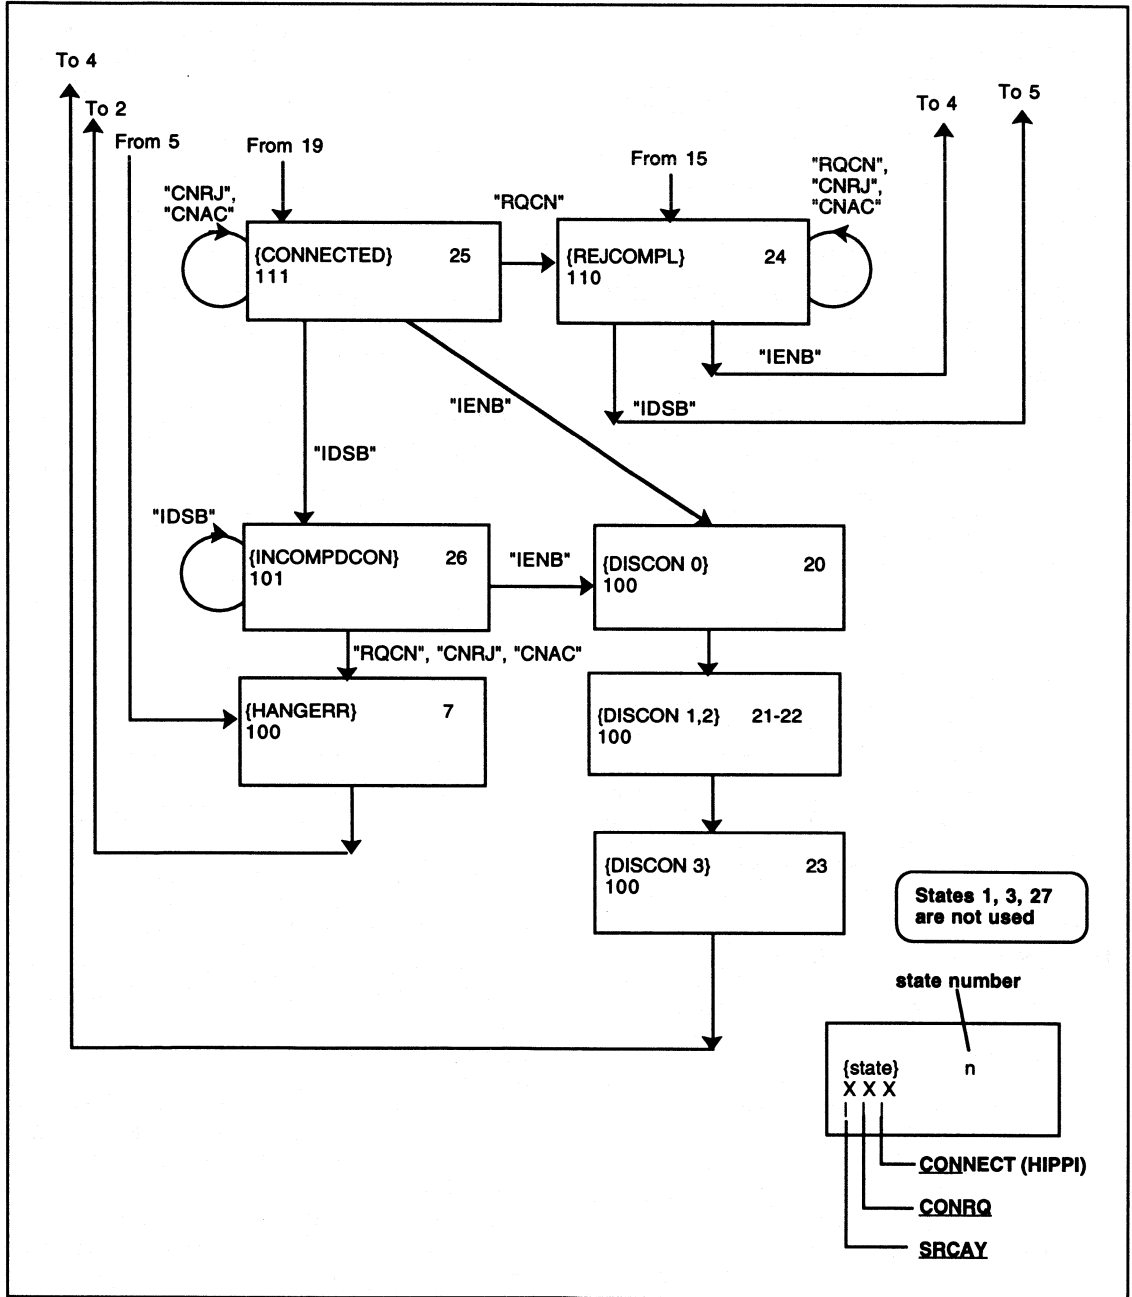 To 4
To 2
From 5
From 19
From 15
To 4
To 5
"CNRJ",
"CNAC"
"RQCN"
"RQCN",
"CNRJ",
"CNAC"
{CONNECTED} 25
111
{REJCOMPL} 24
110
"IENB"
"IDSB"
"IENB"
"IDSB"
"IDSB"
{INCOMPDCON} 26
101
"IENB"
{DISCON 0} 20
100
"RQCN", "CNRJ", "CNAC"
{HANGERR} 7
100
{DISCON 1,2} 21-22
100
{DISCON 3} 23
100
States 1, 3, 27
are not used
state number
{state} n
X X X
CONNECT (HIPPI)
CONRQ
SRCAY